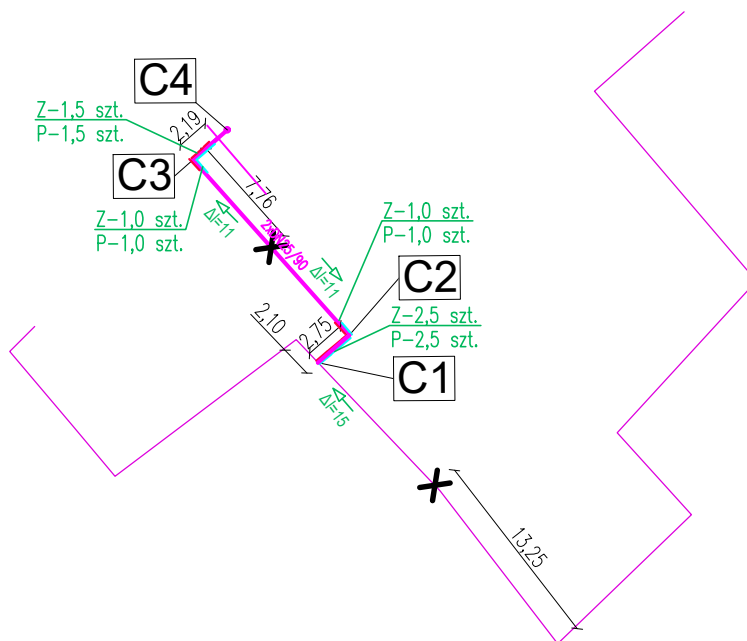 C4
Z-1,5 szt.
P-1,5 szt.
2,19
C3
7,76
Z-1,0 szt.
P-1,0 szt.
Δl=11
Z-1,0 szt.
P-1,0 szt.
Δl=11
C2
2,10
2,75
Z-2,5 szt.
P-2,5 szt.
C1
Δl=15
13,25